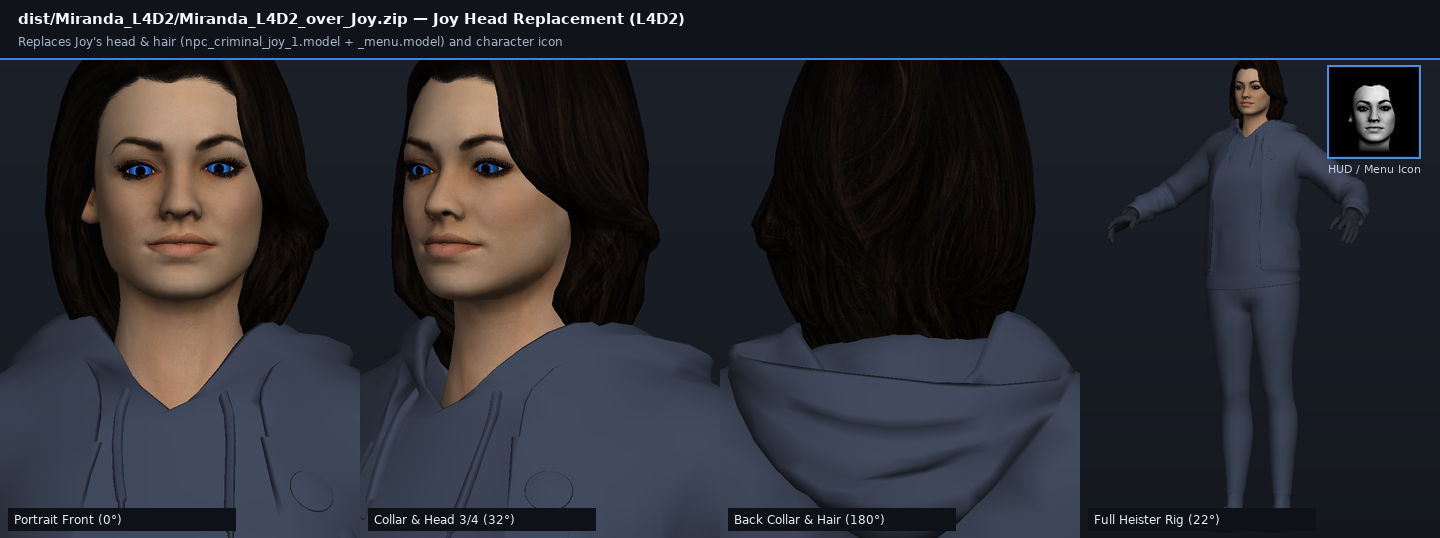 dist/Miranda_L4D2/Miranda_L4D2_over_Joy.zip — Joy Head Replacement (L4D2)
Replaces Joy's head & hair (npc_criminal_joy_1.model + _menu.model) and character icon
HUD / Menu Icon
Portrait Front (0°)
Collar & Head 3/4 (32°)
Back Collar & Hair (180°)
Full Heister Rig (22°)